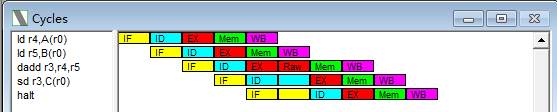 Cycles
ld r4,A(r0) IF ID EX Mem WB
ld r5,B(r0) IF ID EX Mem WB
dadd r3,r4,r5 IF ID EX Raw Mem WB
sd r3,C(r0) IF ID EX Mem WB
halt IF ID EX Mem WB